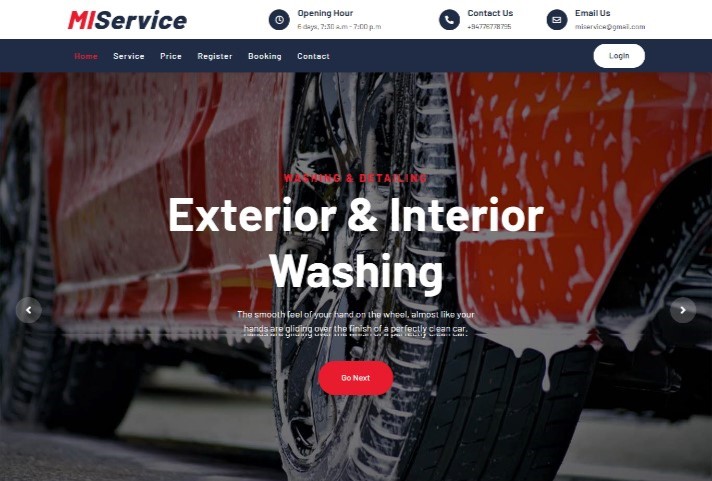 MIService
Opening Hour
6 days, 7:30 a.m - 7:00 p.m
Contact Us
+94776778795
Email Us
miservice@gmail.com
Home Service Price Register Booking Contact
Login
WASHING & DETAILING
Exterior & Interior
Washing
The smooth feel of your hand on the wheel, almost like your
hands are gliding over the finish of a perfectly clean car.
Go Next